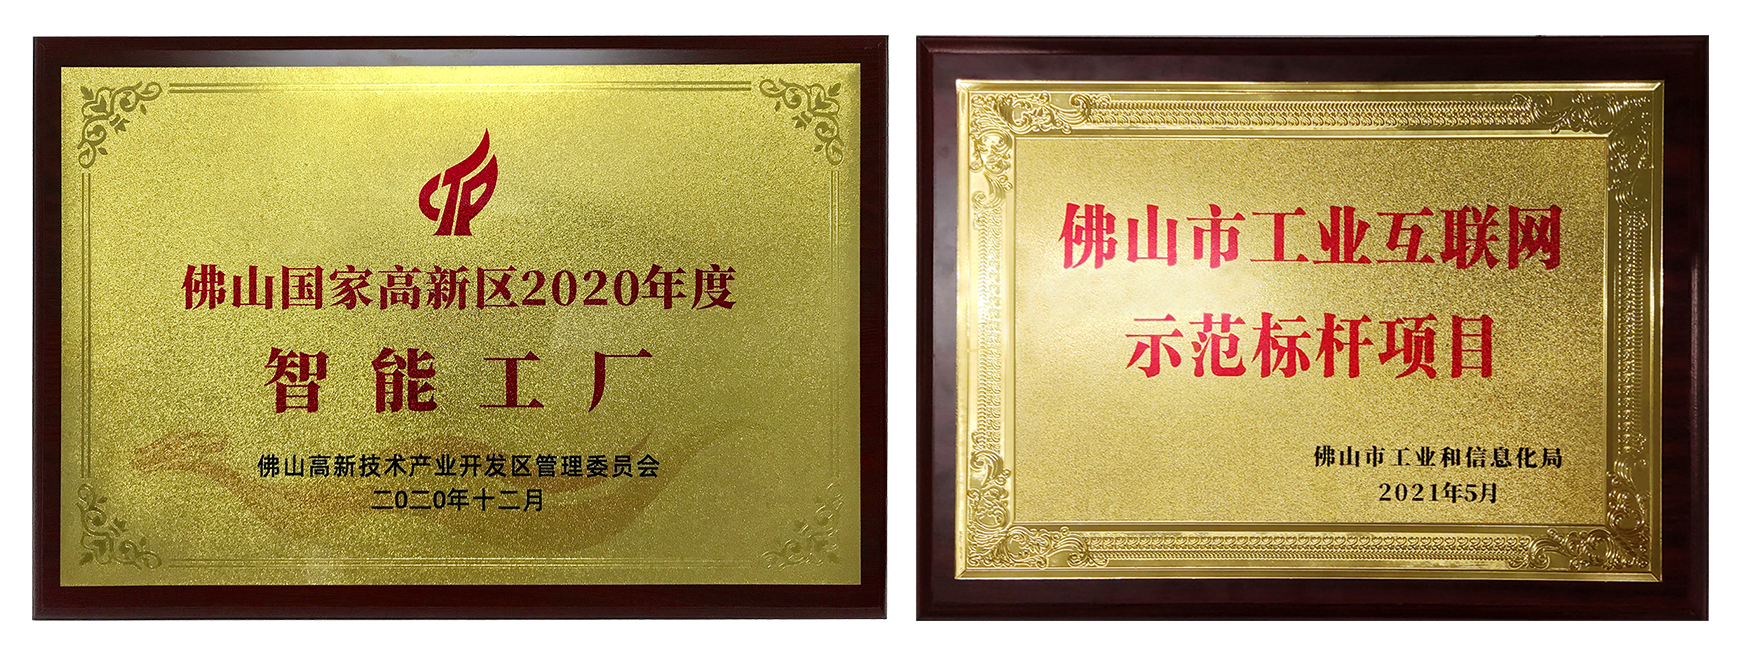 佛山国家高新区2020年度
智能工厂
佛山高新技术产业开发区管理委员会
二0二0年十二月
佛山市工业互联网
示范标杆项目
佛山市工业和信息化局
2021年5月